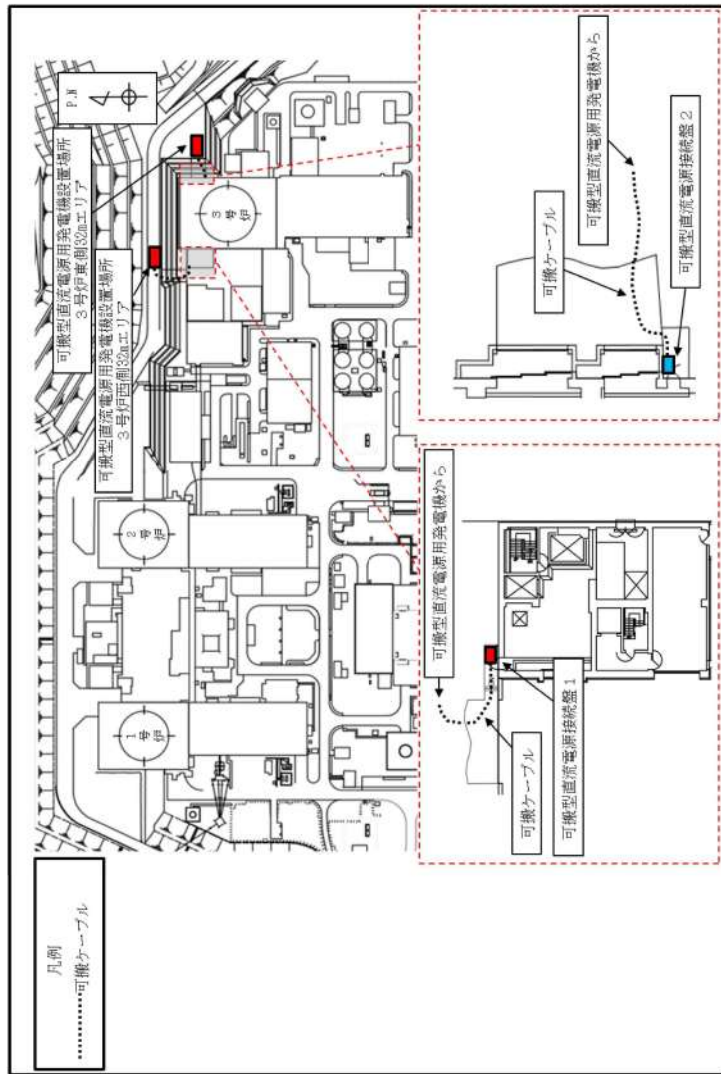 凡例
可搬ケーブル
P.N
可搬型直流電源用発電機設置場所
3号炉東側32mエリア
可搬型直流電源用発電機設置場所
3号炉西側32mエリア
1
号
炉
2
号
炉
3
号
炉
可搬型直流電源用発電機から
可搬ケーブル
可搬型直流電源接続盤1
可搬型直流電源用発電機から
可搬ケーブル
可搬型直流電源接続盤2